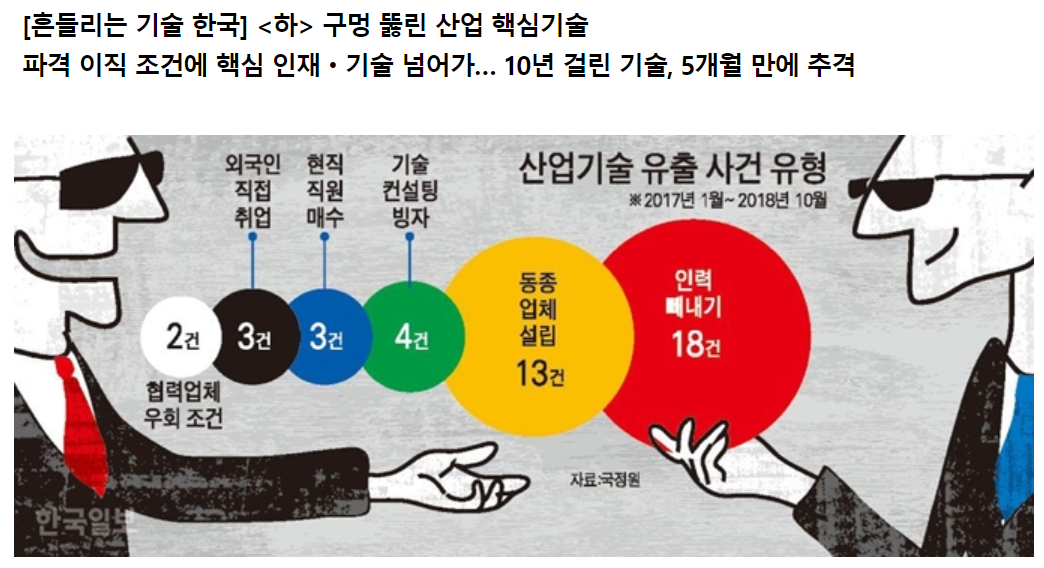 [흔들리는 기술 한국] <하> 구멍 뚫린 산업 핵심기술
파격 이직 조건에 핵심 인재 • 기술 넘어가... 10년 걸린 기술, 5개월 만에 추격
산업기술 유출 사건 유형
※ 2017년 1월~ 2018년 10월
외국인
직접
취업
현직
직원
매수
기술
컨설팅
빙자
2건
3건
3건
4건
동종
업체
설립
13건
인력
빼내기
18건
협력업체
우회 조건
자료:국정원
한국일보